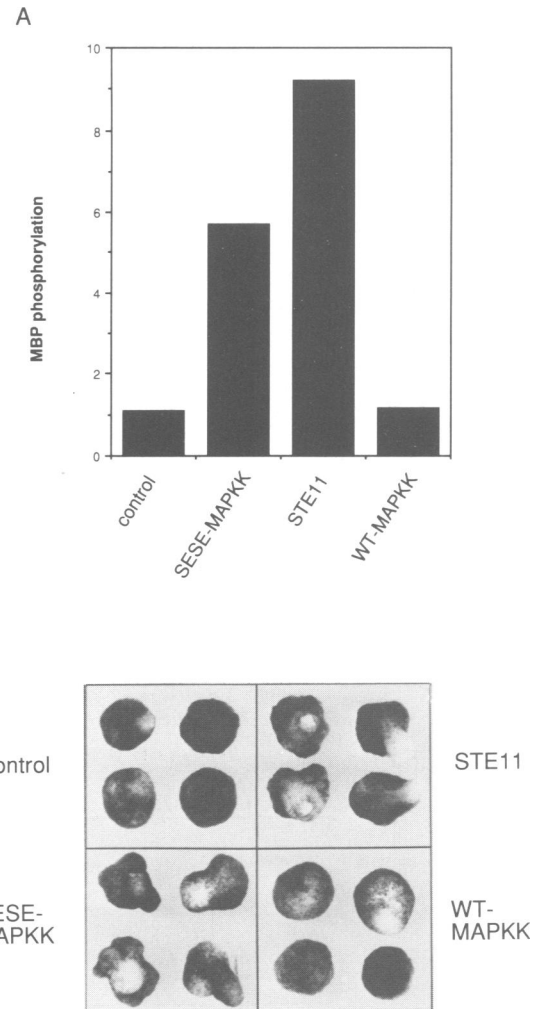 A
10
8
6
4
2
0
MBP phosphorylation
control
SESE-MAPKK
STE11
WT-MAPKK
ontrol
STE11
ESE-
APKK
WT-
MAPKK